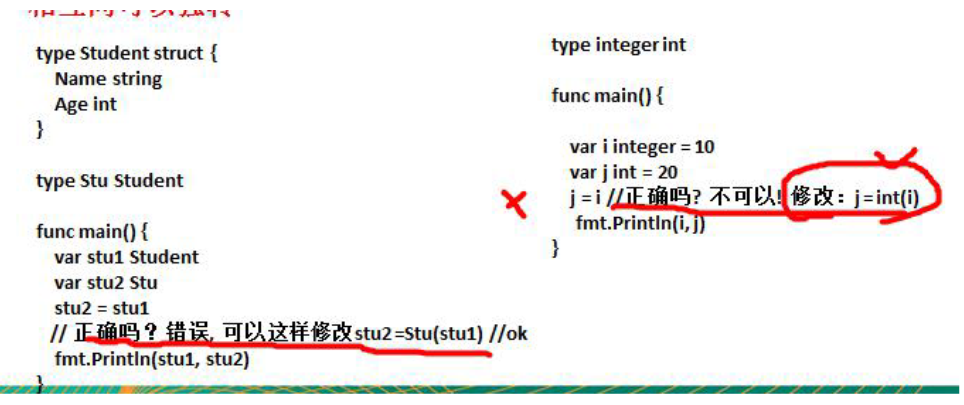 type Student struct {
Name string
Age int
}
type Stu Student
func main() {
var stu1 Student
var stu2 Stu
stu2 = stu1
// 正确吗？错误, 可以这样修改stu2=Stu(stu1) //ok
fmt.Println(stu1, stu2)
}
type integer int
func main() {
var i integer = 10
var j int = 20
j = i //正确吗? 不可以! 修改：j=int(i)
fmt.Println(i, j)
}